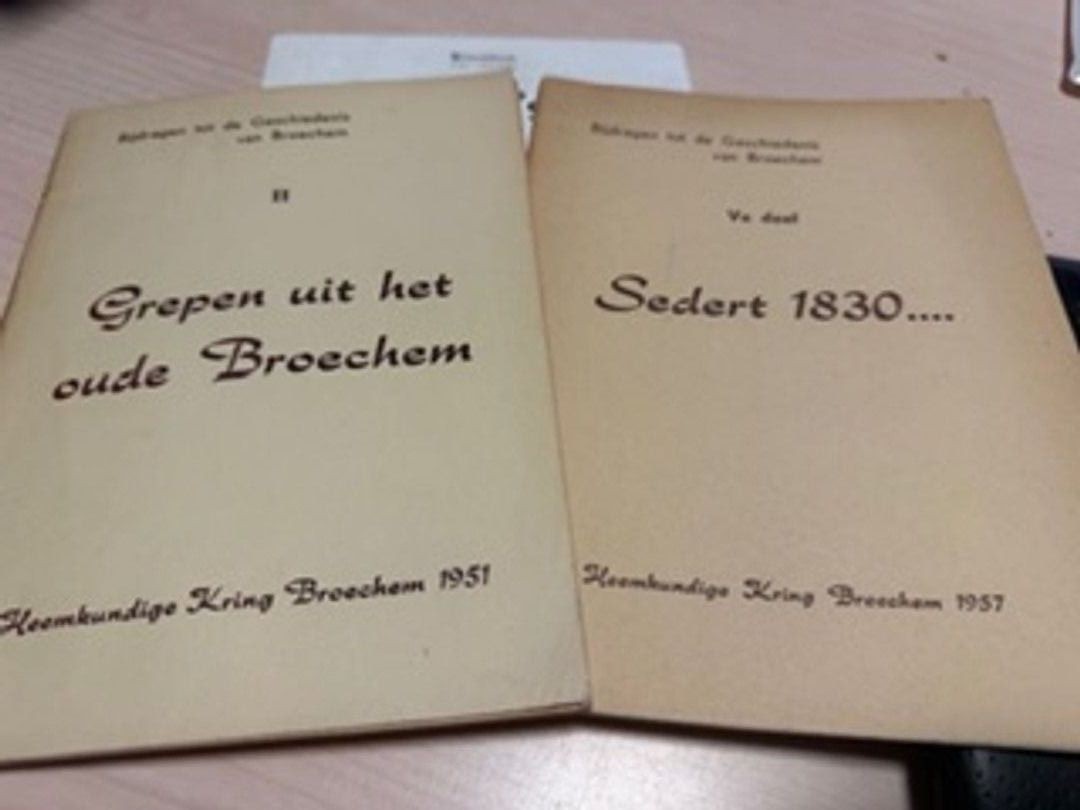 Bijdragen tot de Geschiedenis
van Broechem
II
Grepen uit het
oude Broechem
Heemkundige Kring Broechem 1951
Bijdragen tot de Geschiedenis
van Broechem
Ve deel
Sedert 1830....
Heemkundige Kring Broechem 1957